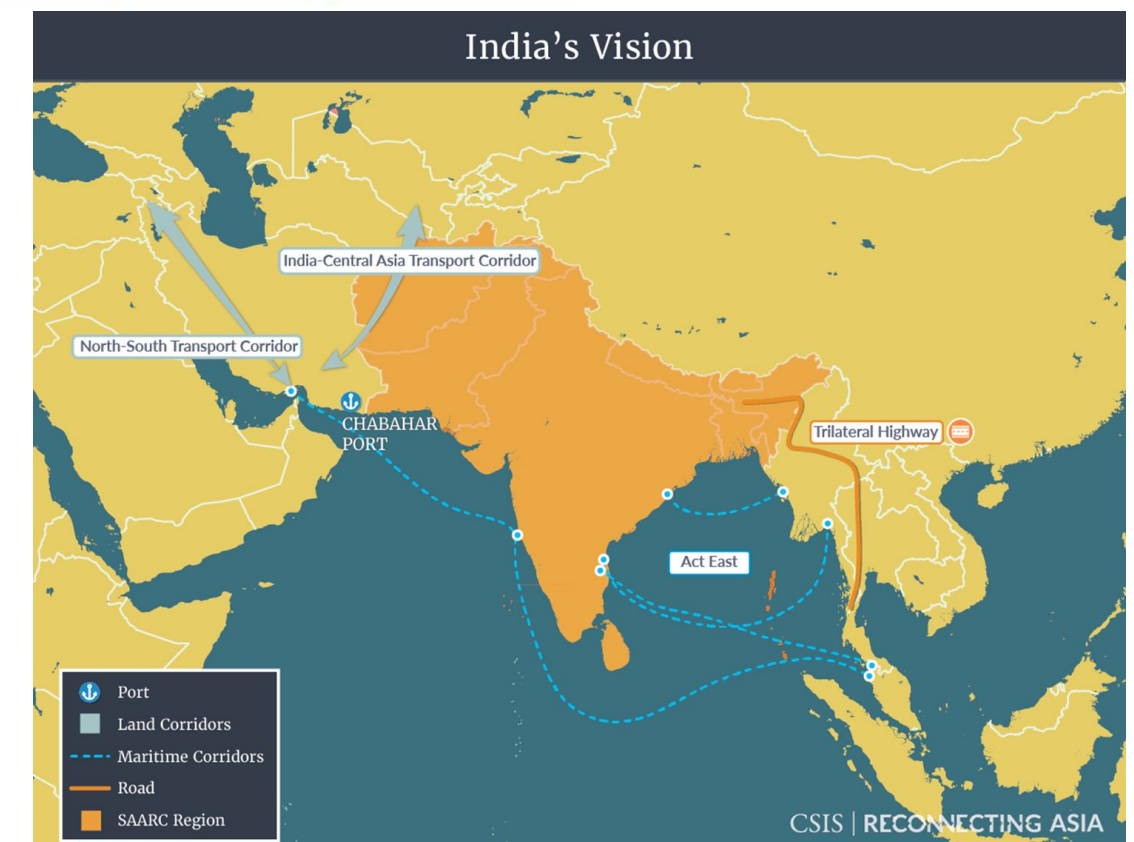 India’s Vision
India-Central Asia Transport Corridor
North-South Transport Corridor
CHABAHAR
PORT
Trilateral Highway
Act East
Port
Land Corridors
Maritime Corridors
Road
SAARC Region
CSIS | RECONNECTING ASIA